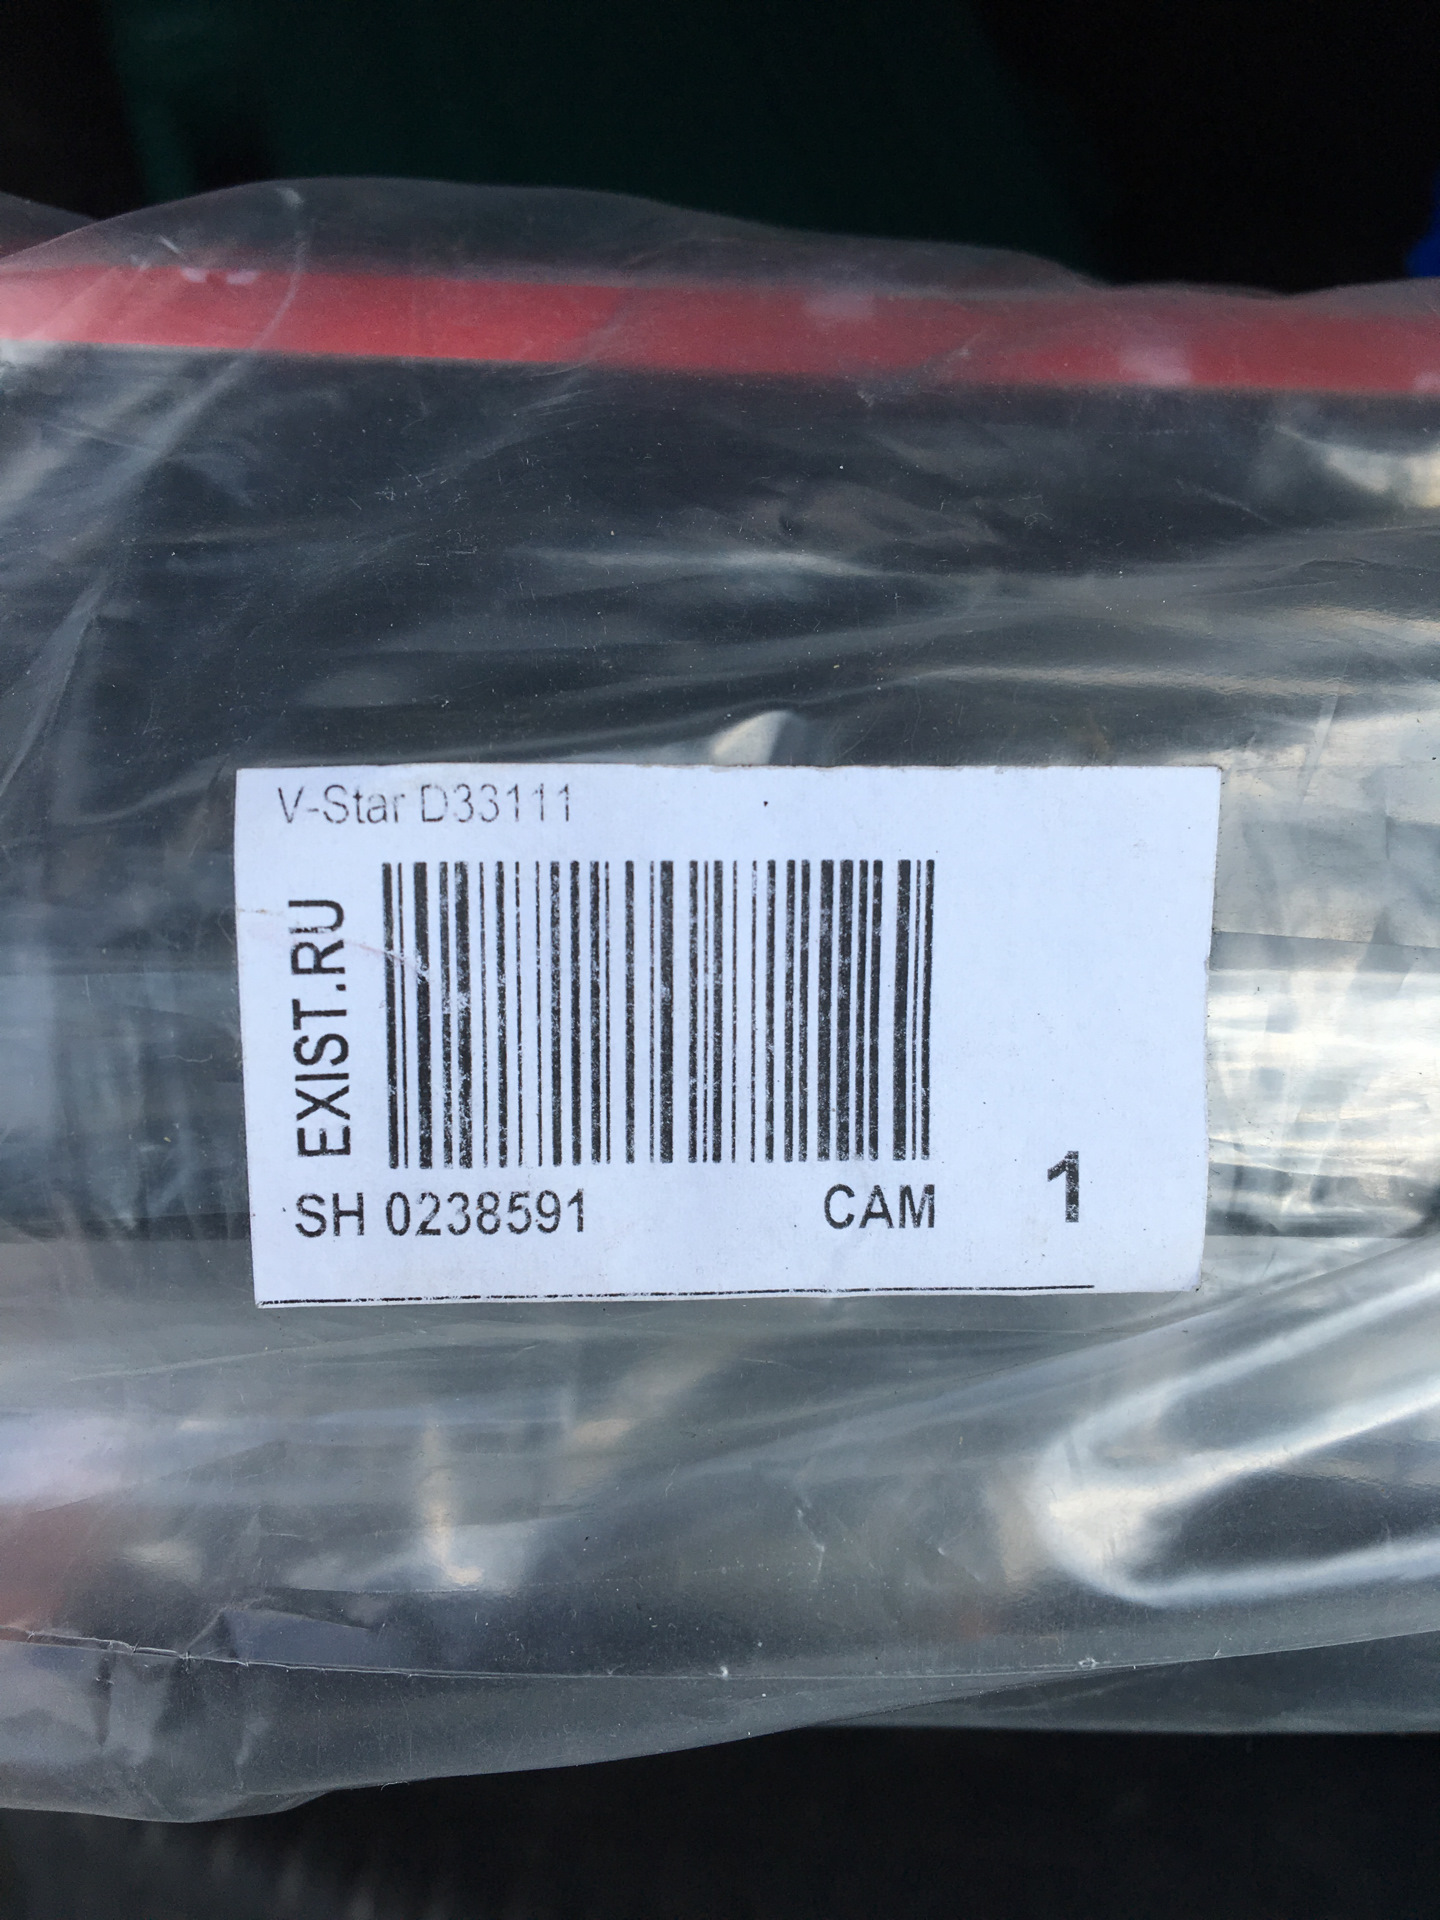 V-Star D33111
EXIST.RU
SH 0238591 CAM 1